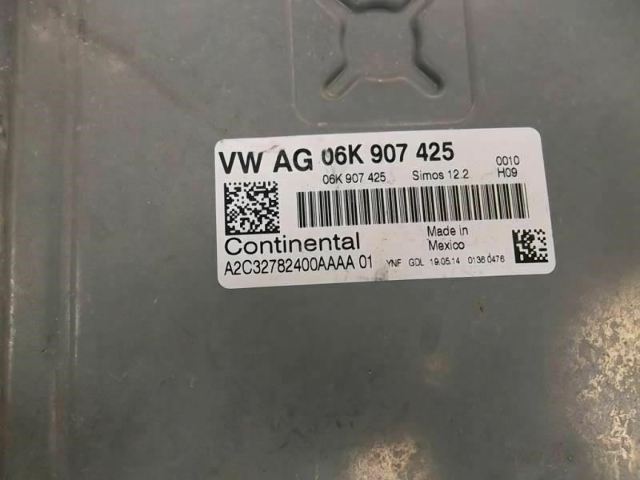 VW AG 06K 907 425
06K 907 425 Simos 12.2 0010
H09
Continental Made in
Mexico
A2C32782400AAAA 01 YNF GDL 19.05.14 0138 0476